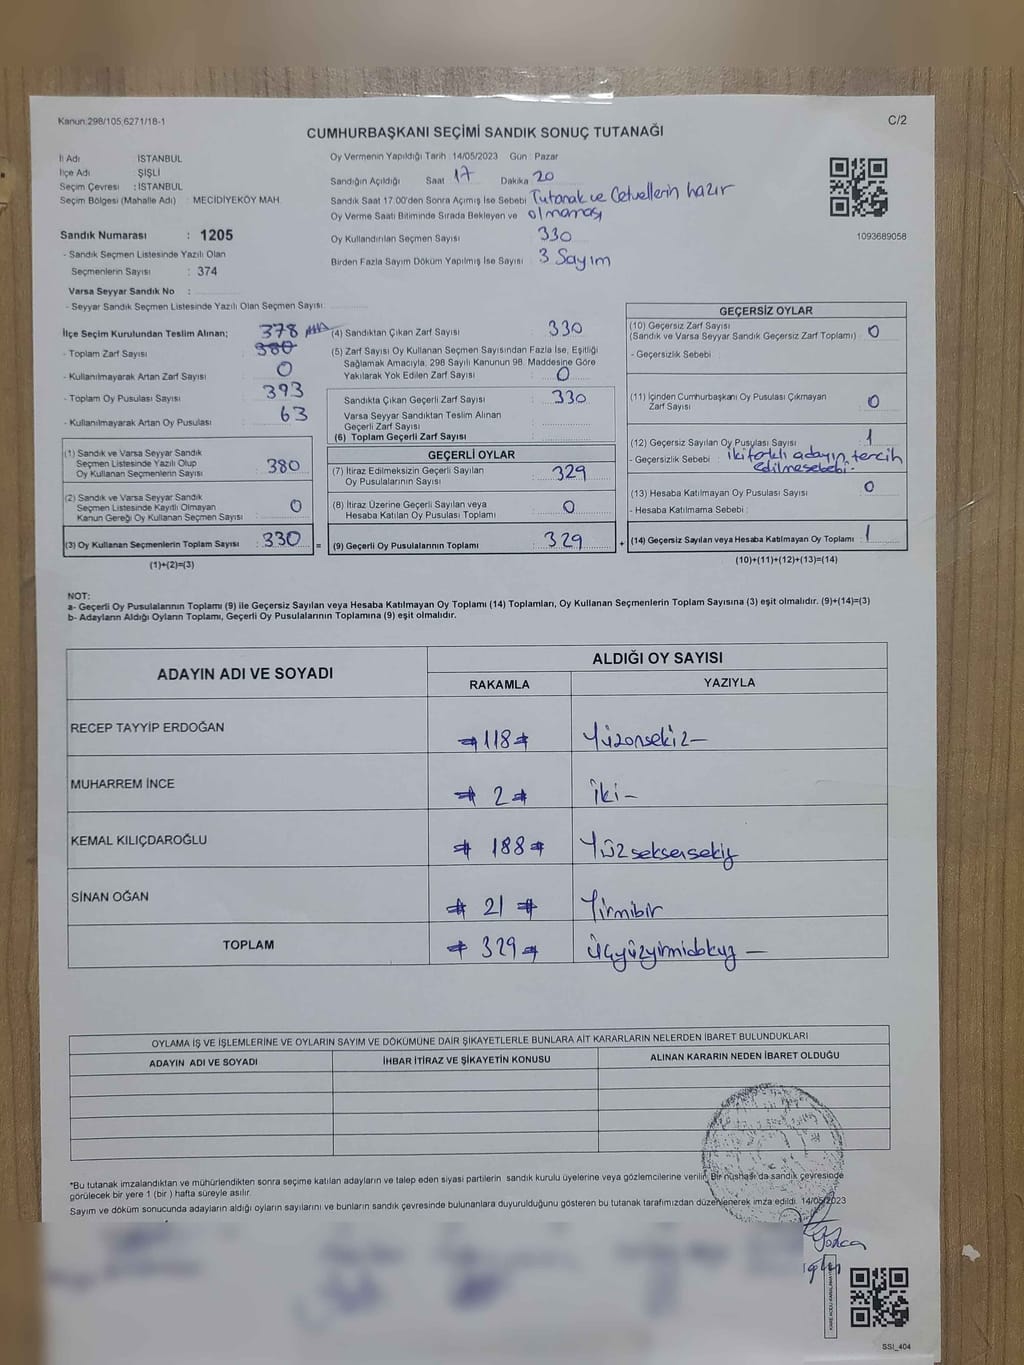 Kanun:298/105,6271/18-1
C/2
CUMHURBAŞKANI SEÇİMİ SANDIK SONUÇ TUTANAĞI
İl Adı İSTANBUL
İlçe Adı ŞİŞLİ
Seçim Çevresi : İSTANBUL
Seçim Bölgesi (Mahalle Adı) : MECİDİYEKÖY MAH.
Oy Vermenin Yapıldığı Tarih : 14/05/2023 Gün : Pazar
Sandığın Açıldığı Saat 17 Dakika 20
Sandık Saat 17.00'den Sonra Açımış İse Sebebi Tutanak ve Cetvellerin hazır
Oy Verme Saati Bitiminde Sırada Bekleyen ve olmaması
Oy Kullandırılan Seçmen Sayısı 330
Birden Fazla Sayım Döküm Yapılmış İse Sayısı : 3 Sayım
1093689058
Sandık Numarası : 1205
- Sandık Seçmen Listesinde Yazılı Olan
Seçmenlerin Sayısı : 374
Varsa Seyyar Sandık No :
- Seyyar Sandık Seçmen Listesinde Yazılı Olan Seçmen Sayısı:
İlçe Seçim Kurulundan Teslim Alınan; 378
- Toplam Zarf Sayısı : 380
- Kullanılmayarak Artan Zarf Sayısı : 0
- Toplam Oy Pusulası Sayısı : 393
- Kullanılmayarak Artan Oy Pusulası : 63
(1) Sandık ve Varsa Seyyar Sandık
Seçmen Listesinde Yazılı Olup
Oy Kullanan Seçmenlerin Sayısı : 380
(2) Sandık ve Varsa Seyyar Sandık
Seçmen Listesinde Kayıtlı Olmayan
Kanun Gereği Oy Kullanan Seçmen Sayısı : 0
(3) Oy Kullanan Seçmenlerin Toplam Sayısı : 330 =
(1)+(2)=(3)
(4) Sandıktan Çıkan Zarf Sayısı : 330
(5) Zarf Sayısı Oy Kullanan Seçmen Sayısından Fazla İse, Eşitliği
Sağlamak Amacıyla, 298 Sayılı Kanunun 98. Maddesine Göre
Yakılarak Yok Edilen Zarf Sayısı : 0
Sandıkta Çıkan Geçerli Zarf Sayısı : 330
Varsa Seyyar Sandıktan Teslim Alınan
Geçerli Zarf Sayısı :
(6) Toplam Geçerli Zarf Sayısı :
GEÇERLİ OYLAR
(7) İtiraz Edilmeksizin Geçerli Sayılan
Oy Pusulalarının Sayısı : 329
(8) İtiraz Üzerine Geçerli Sayılan veya
Hesaba Katılan Oy Pusulası Toplamı : 0
(9) Geçerli Oy Pusulalarının Toplamı : 329 +
GEÇERSİZ OYLAR
(10) Geçersiz Zarf Sayısı
(Sandık ve Varsa Seyyar Sandık Geçersiz Zarf Toplamı) : 0
- Geçersizlik Sebebi :
(11) İçinden Cumhurbaşkanı Oy Pusulası Çıkmayan
Zarf Sayısı : 0
(12) Geçersiz Sayılan Oy Pusulası Sayısı : 1
- Geçersizlik Sebebi : iki farklı adayın tercih
edilmesebebi.
(13) Hesaba Katılmayan Oy Pusulası Sayısı : 0
- Hesaba Katılmama Sebebi :
(14) Geçersiz Sayılan veya Hesaba Katılmayan Oy Toplamı : 1
(10)+(11)+(12)+(13)=(14)
NOT:
a- Geçerli Oy Pusulalarının Toplamı (9) ile Geçersiz Sayılan veya Hesaba Katılmayan Oy Toplamı (14) Toplamları, Oy Kullanan Seçmenlerin Toplam Sayısına (3) eşit olmalıdır. (9)+(14)=(3)
b- Adayların Aldığı Oyların Toplamı, Geçerli Oy Pusulalarının Toplamına (9) eşit olmalıdır.
ADAYIN ADI VE SOYADI
ALDIĞI OY SAYISI
RAKAMLA YAZIYLA
RECEP TAYYİP ERDOĞAN #118# Yüzonsekiz-
MUHARREM İNCE # 2 # iki-
KEMAL KILIÇDAROĞLU # 188 # Yüzseksensekiz
SİNAN OĞAN # 21 # Yirmibir
TOPLAM # 329 # Üçyüzyirmidokuz -
OYLAMA İŞ VE İŞLEMLERİNE VE OYLARIN SAYIM VE DÖKÜMÜNE DAİR ŞİKAYETLERLE BUNLARA AİT KARARLARIN NELERDEN İBARET BULUNDUKLARI
ADAYIN ADI VE SOYADI İHBAR İTİRAZ VE ŞİKAYETİN KONUSU ALINAN KARARIN NEDEN İBARET OLDUĞU
*Bu tutanak imzalandıktan ve mühürlendikten sonra seçime katılan adayların ve talep eden siyasi partilerin sandık kurulu üyelerine veya gözlemcilerine verilir. Bir nüshası da sandık çevresinde
görülecek bir yere 1 (bir ) hafta süreyle asılır.
Sayım ve döküm sonucunda adayların aldığı oyların sayılarını ve bunların sandık çevresinde bulunanlara duyurulduğunu gösteren bu tutanak tarafımızdan düzenlenerek imza edildi. 14/05/2023
SSI_404